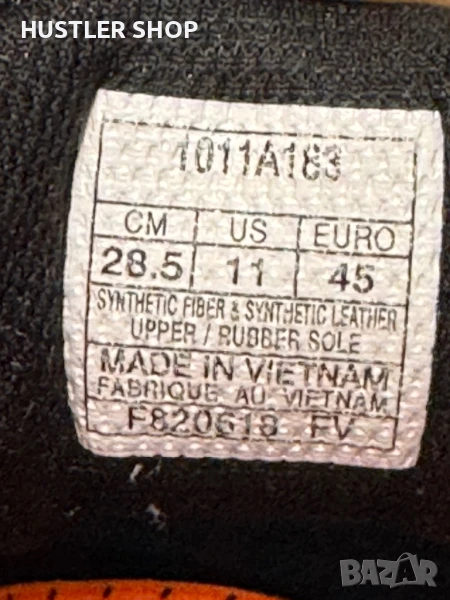 HUSTLER SHOP
1011A183
CM US EURO
28.5 11 45
SYNTHETIC FIBER & SYNTHETIC LEATHER
UPPER / RUBBER SOLE
MADE IN VIETNAM
FABRIQUE AU VIETNAM
F820618 FV
BAZAR